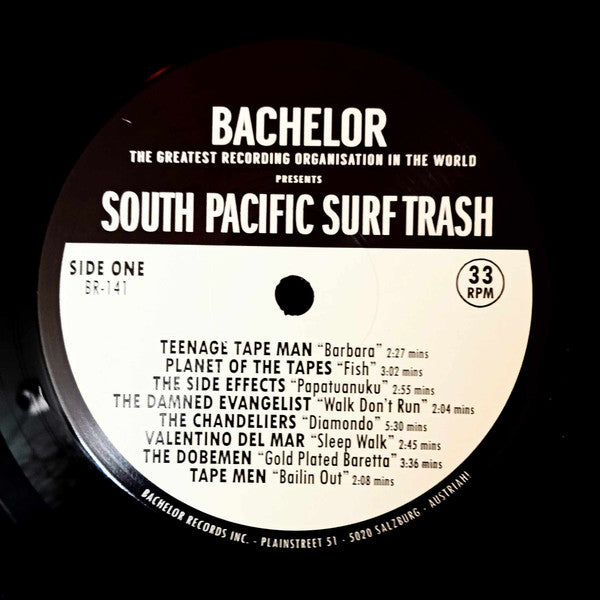 BACHELOR
THE GREATEST RECORDING ORGANISATION IN THE WORLD
PRESENTS
SOUTH PACIFIC SURF TRASH
SIDE ONE
BR-141
33
RPM
TEENAGE TAPE MAN "Barbara" 2:27 mins
PLANET OF THE TAPES "Fish" 3:02 mins
THE SIDE EFFECTS "Papatuanuku" 2:55 mins
THE DAMNED EVANGELIST "Walk Don't Run" 2:04 mins
THE CHANDELIERS "Diamondo" 5:30 mins
VALENTINO DEL MAR "Sleep Walk" 2:45 mins
THE DOBEMEN "Gold Plated Baretta" 3:36 mins
TAPE MEN "Bailin Out" 2:08 mins
BACHELOR RECORDS INC. - PLAINSTREET 51 - 5020 SALZBURG - AUSTRIAH!